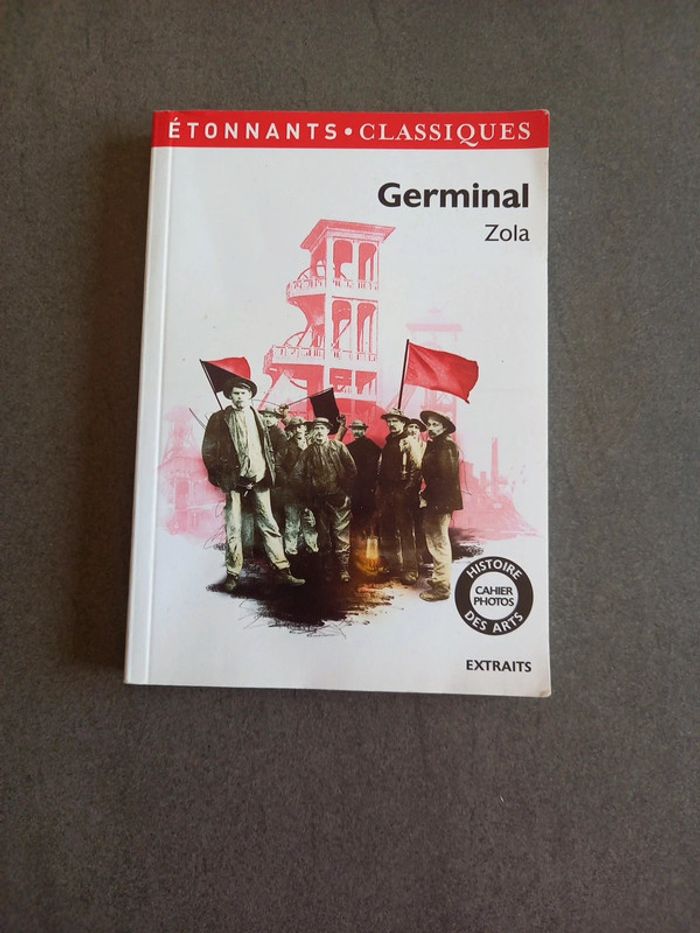 ÉTONNANTS • CLASSIQUES
Germinal
Zola
HISTOIRE
CAHIER
PHOTOS
DES ARTS
EXTRAITS